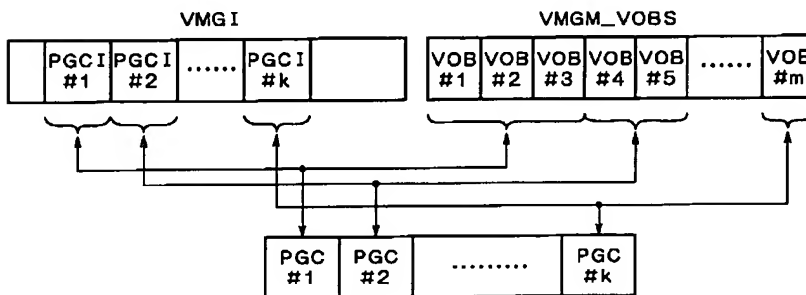 VMGI VMGM_VOBS
PGCI PGCI ...... PGCI VOB VOB VOB VOB VOB ...... VOB
#1 #2 #k #1 #2 #3 #4 #5 #m
PGC PGC ......... PGC
#1 #2 #k